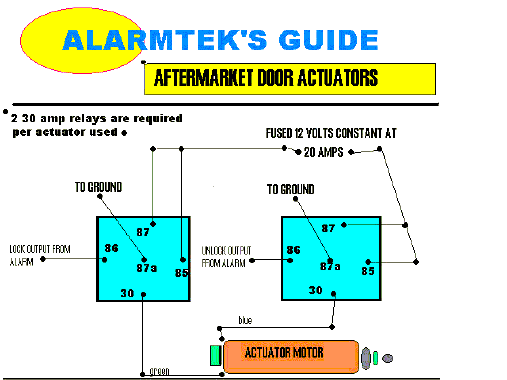 ALARMTEK'S GUIDE
AFTERMARKET DOOR ACTUATORS
2 30 amp relays are required
per actuator used
FUSED 12 VOLTS CONSTANT AT
20 AMPS
TO GROUND
TO GROUND
87
87
LOCK OUTPUT FROM
ALARM
86
87a
85
UNLOCK OUTPUT
FROM ALARM
86
87a
85
30
30
blue
ACTUATOR MOTOR
green